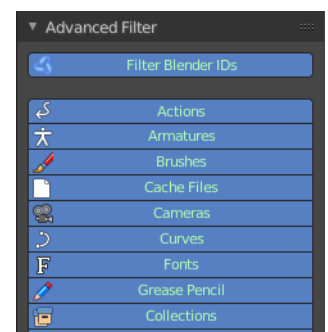 Advanced Filter
Filter Blender IDs
Actions
Armatures
Brushes
Cache Files
Cameras
Curves
Fonts
Grease Pencil
Collections